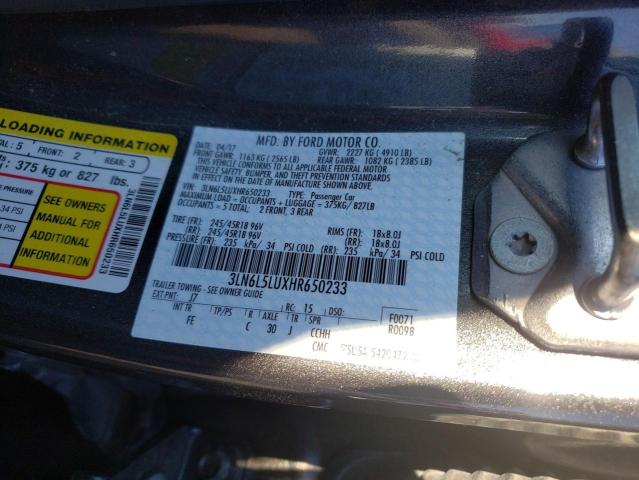 LOADING INFORMATION
5
FRONT: 2
REAR: 3
375 kg or 827 lbs.
PRESSURE
34 PSI
34 PSI
SEE OWNERS
MANUAL FOR
ADDITIONAL
INFORMATION
3LN6L5LUXHR650233
MFD. BY FORD MOTOR CO.
DATE: 04/17 GVWR: 2227 KG ( 4910 LB)
FRONT GAWR: 1163 KG ( 2565 LB) REAR GAWR: 1082 KG ( 2385 LB)
THIS VEHICLE CONFORMS TO ALL APPLICABLE FEDERAL MOTOR
VEHICLE SAFETY, BUMPER, AND THEFT PREVENTION STANDARDS
IN EFFECT ON THE DATE OF MANUFACTURE SHOWN ABOVE.
VIN: 3LN6L5LUXHR650233 TYPE: Passenger Car
MAXIMUM LOAD = OCCUPANTS + LUGGAGE = 375KG/ 827LB
OCCUPANTS = 5 TOTAL: 2 FRONT, 3 REAR
TIRE (FR): 245/45R18 96V RIMS (FR): 18x8.0J
(RR): 245/45R18 96V (RR): 18x8.0J
PRESSURE (FR) : 235 kPa/ 34 PSI COLD (RR): 235 kPa/ 34 PSI COLD
3LN6L5LUXHR650233
TRAILER TOWING - SEE OWNER GUIDE
EXT PNT: J7 RC: 15 DSO: F0071
INT TR TP/PS R AXLE TR SPR R0098
FE C 30 J CCHH
CMC